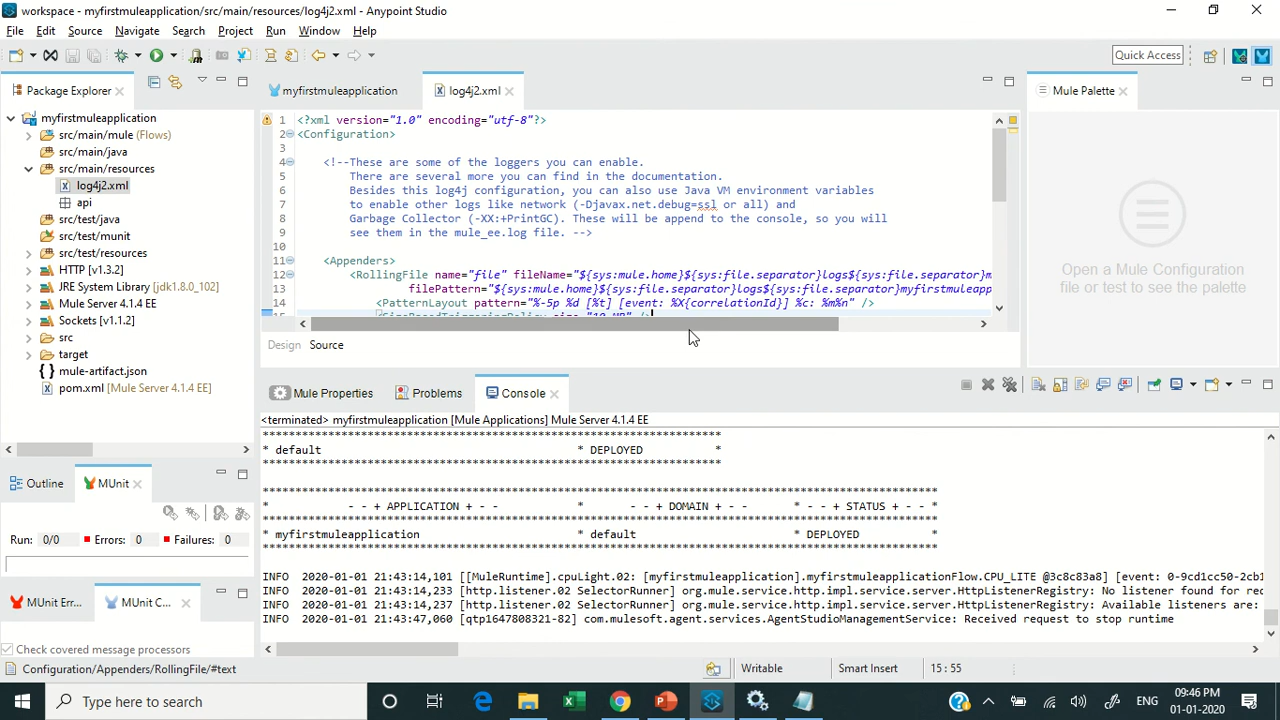 workspace - myfirstmuleapplication/src/main/resources/log4j2.xml - Anypoint Studio
File Edit Source Navigate Search Project Run Window Help
Quick Access
Package Explorer
myfirstmuleapplication
src/main/mule (Flows)
src/main/java
src/main/resources
log4j2.xml
api
src/test/java
src/test/munit
src/test/resources
HTTP [v1.3.2]
JRE System Library [jdk1.8.0_102]
Mule Server 4.1.4 EE
Sockets [v1.1.2]
src
target
mule-artifact.json
pom.xml [Mule Server 4.1.4 EE]
myfirstmuleapplication log4j2.xml
1 <?xml version="1.0" encoding="utf-8"?>
2 <Configuration>
3
4 <!--These are some of the loggers you can enable.
5 There are several more you can find in the documentation.
6 Besides this log4j configuration, you can also use Java VM environment variables
7 to enable other logs like network (-Djavax.net.debug=ssl or all) and
8 Garbage Collector (-XX:+PrintGC). These will be append to the console, so you will
9 see them in the mule_ee.log file. -->
10
11 <Appenders>
12 <RollingFile name="file" fileName="${sys:mule.home}${sys:file.separator}logs${sys:file.separator}m
13 filePattern="${sys:mule.home}${sys:file.separator}logs${sys:file.separator}myfirstmuleapp
14 <PatternLayout pattern="%-5p %d [%t] [event: %X{correlationId}] %c: %m%n" />
15 <SizeBasedTriggeringPolicy size="10 MB" />
Design Source
Mule Palette
Open a Mule Configuration
file or test to see the palette
Outline MUnit
Run: 0/0 Errors: 0 Failures: 0
MUnit Err... MUnit C...
Check covered message processors
Mule Properties Problems Console
<terminated> myfirstmuleapplication [Mule Applications] Mule Server 4.1.4 EE
**********************************************************************
* default * DEPLOYED *
**********************************************************************
*******************************************************************************************************
* - - + APPLICATION + - - * - - + DOMAIN + - - * - - + STATUS + - - *
*******************************************************************************************************
* myfirstmuleapplication * default * DEPLOYED *
*******************************************************************************************************
INFO 2020-01-01 21:43:14,101 [[MuleRuntime].cpuLight.02: [myfirstmuleapplication].myfirstmuleapplicationFlow.CPU_LITE @3c8c83a8] [event: 0-9cd1cc50-2cb1
INFO 2020-01-01 21:43:14,233 [http.listener.02 SelectorRunner] org.mule.service.http.impl.service.server.HttpListenerRegistry: No listener found for req
INFO 2020-01-01 21:43:14,237 [http.listener.02 SelectorRunner] org.mule.service.http.impl.service.server.HttpListenerRegistry: Available listeners are:
INFO 2020-01-01 21:43:47,060 [qtp1647808321-82] com.mulesoft.agent.services.AgentStudioManagementService: Received request to stop runtime
Configuration/Appenders/RollingFile/#text Writable Smart Insert 15 : 55
Type here to search
ENG
09:46 PM
01-01-2020